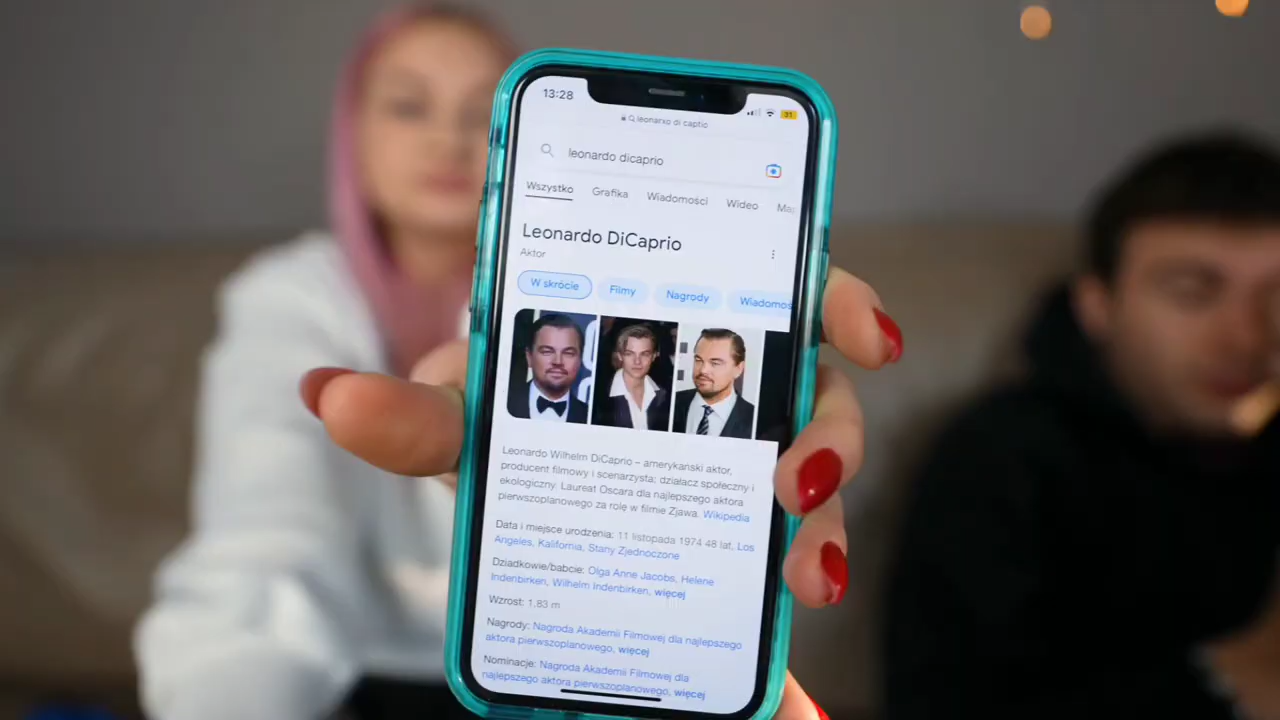 13:28
31
leonarxo di captio
leonardo dicaprio
Wszystko Grafika Wiadomości Wideo Ma
Leonardo DiCaprio
Aktor
W skrócie Filmy Nagrody Wiadomoś
Leonardo Wilhelm DiCaprio – amerykański aktor,
producent filmowy i scenarzysta; działacz społeczny i
ekologiczny. Laureat Oscara dla najlepszego aktora
pierwszoplanowego za rolę w filmie Zjawa. Wikipedia
Data i miejsce urodzenia: 11 listopada 1974 48 lat, Los
Angeles, Kalifornia, Stany Zjednoczone
Dziadkowie/babcie: Olga Anne Jacobs, Helene
Indenbirken, Wilhelm Indenbirken, więcej
Wzrost: 1,83 m
Nagrody: Nagroda Akademii Filmowej dla najlepszego
aktora pierwszoplanowego, więcej
Nominacje: Nagroda Akademii Filmowej dla
najlepszego aktora pierwszoplanowego, więcej